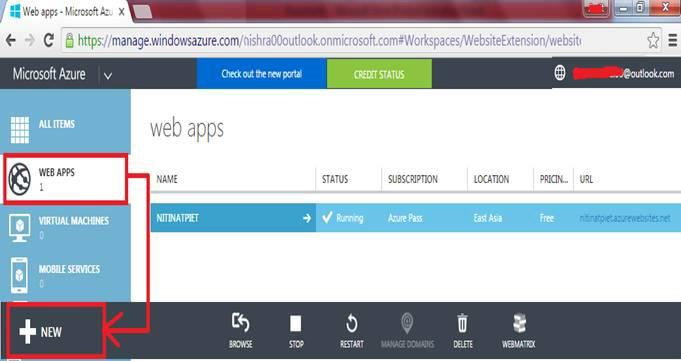 Web apps - Microsoft Azu
https://manage.windowsazure.com/nishra00outlook.onmicrosoft.com#Workspaces/WebsiteExtension/website
Microsoft Azure
Check out the new portal
CREDIT STATUS
@outlook.com
ALL ITEMS
WEB APPS
1
VIRTUAL MACHINES
0
MOBILE SERVICES
0
web apps
NAME STATUS SUBSCRIPTION LOCATION PRICIN... URL
NITINATPIET Running Azure Pass East Asia Free nitinatpiet.azurewebsites.net
NEW
BROWSE
STOP
RESTART
MANAGE DOMAINS
DELETE
WEBMATRIX